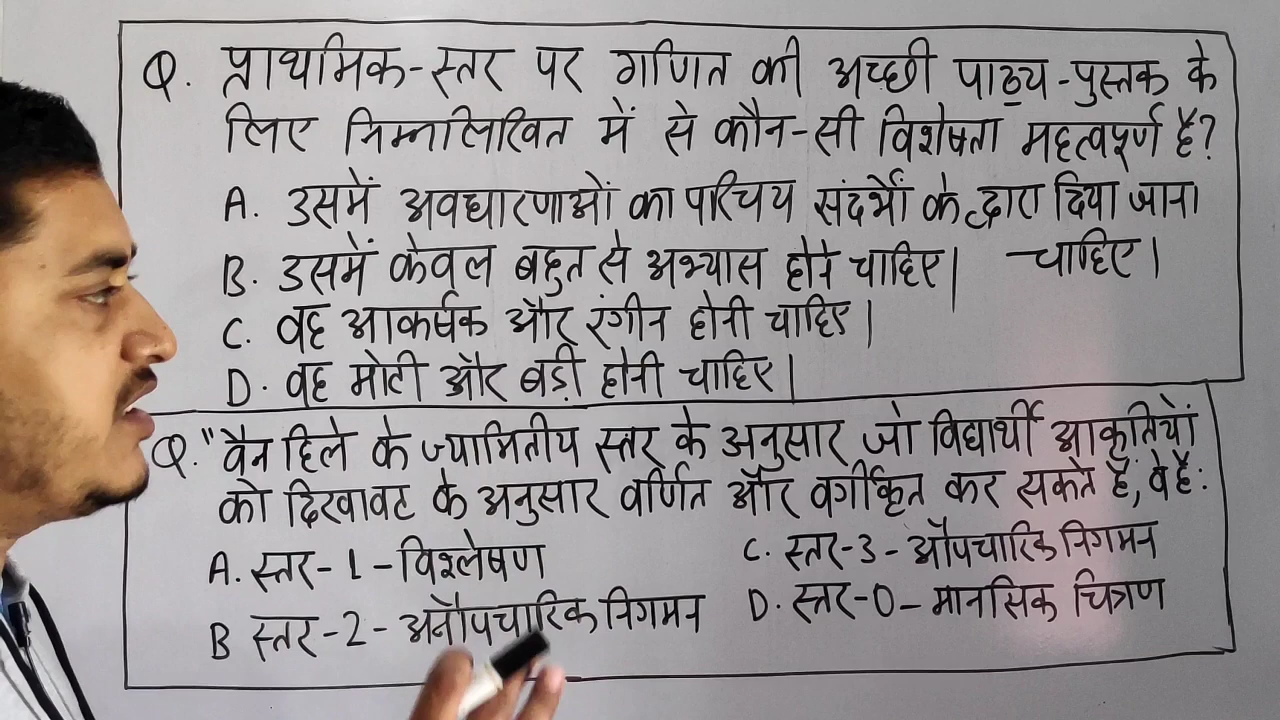 Q. प्राथमिक-स्तर पर गणित की अच्छी पाठ्य-पुस्तक के
लिए निम्नलिखित में से कौन-सी विशेषता महत्वपूर्ण है?
A. उसमें अवधारणाओं का परिचय संदर्भों के द्वारा दिया जाना
चाहिए।
B. उसमें केवल बहुत से अभ्यास होने चाहिए।
C. वह आकर्षक और रंगीन होनी चाहिए।
D. वह मोटी और बड़ी होनी चाहिए।
Q. "वैन हिले के ज्यामितीय स्तर के अनुसार जो विद्यार्थी आकृतियों
को दिखावट के अनुसार वर्णित और वर्गीकृत कर सकते हैं, वे हैं:
A. स्तर-1-विश्लेषण
B स्तर-2-अनौपचारिक निगमन
C. स्तर-3-औपचारिक निगमन
D. स्तर-0-मानसिक चित्रण